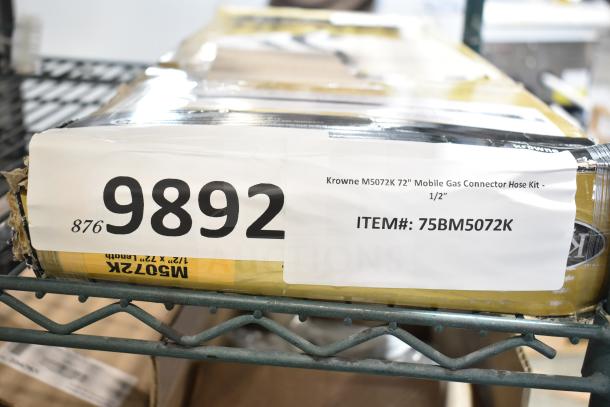 876 9892
Krowne M5072K 72" Mobile Gas Connector Hose Kit -
1/2"
ITEM#: 75BM5072K
M5072K
1/2" x 72" Length